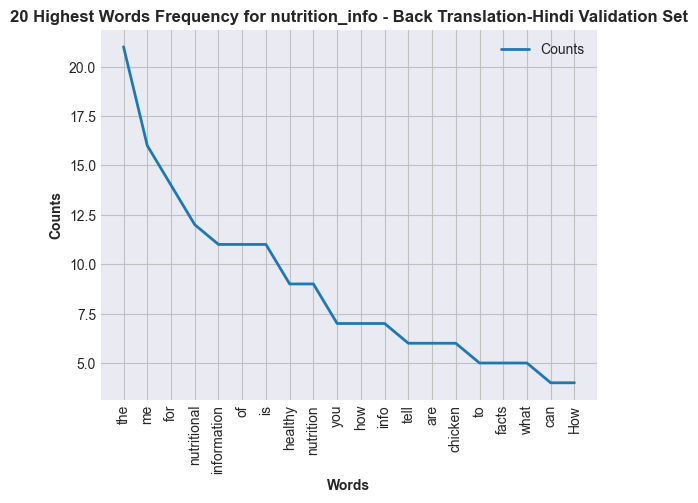 20 Highest Words Frequency for nutrition_info - Back Translation-Hindi Validation Set
Counts
20.0
17.5
15.0
12.5
10.0
7.5
5.0
Counts
the
me
for
nutritional
information
of
is
healthy
nutrition
you
how
info
tell
are
chicken
to
facts
what
can
How
Words